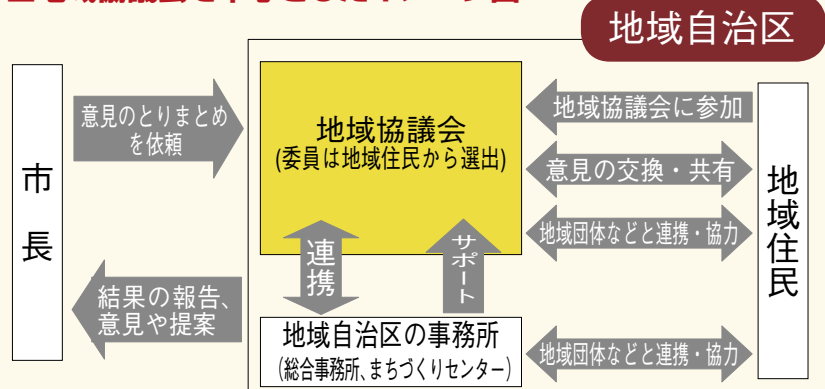 地域自治区
市長
意見のとりまとめ
を依頼
結果の報告、
意見や提案
地域協議会
(委員は地域住民から選出)
連携
サポート
地域自治区の事務所
(総合事務所、まちづくりセンター)
地域協議会に参加
意見の交換・共有
地域団体などと連携・協力
地域団体などと連携・協力
地域住民